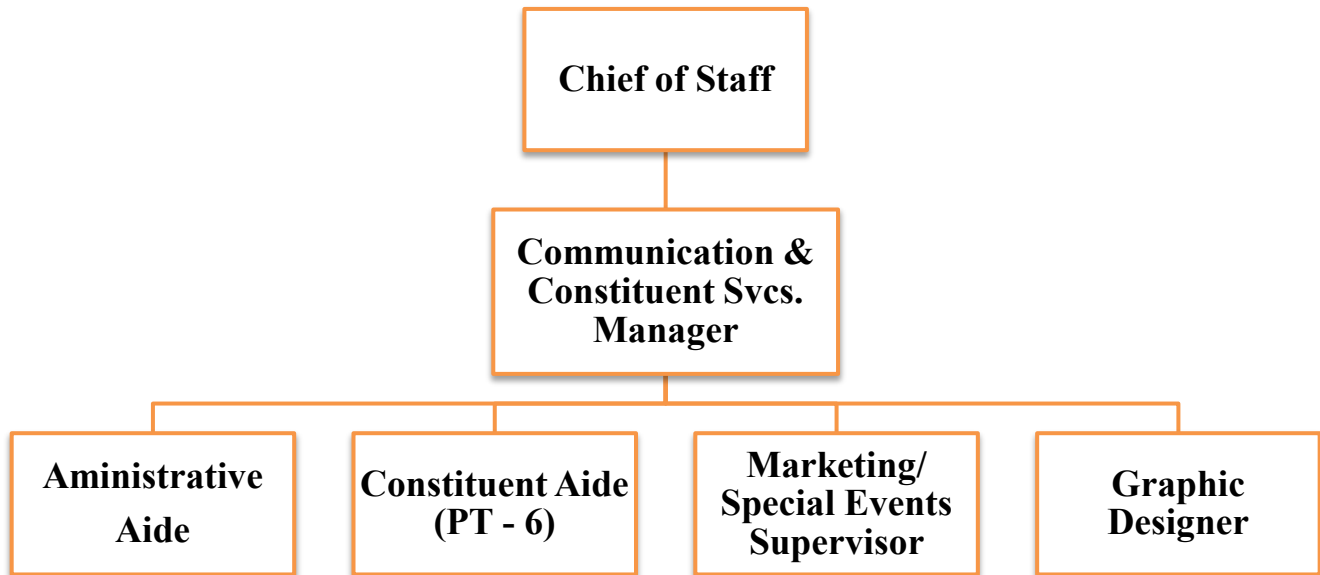 Chief of Staff
Communication &
Constituent Svcs.
Manager
Aministrative
Aide
Constituent Aide
(PT - 6)
Marketing/
Special Events
Supervisor
Graphic
Designer